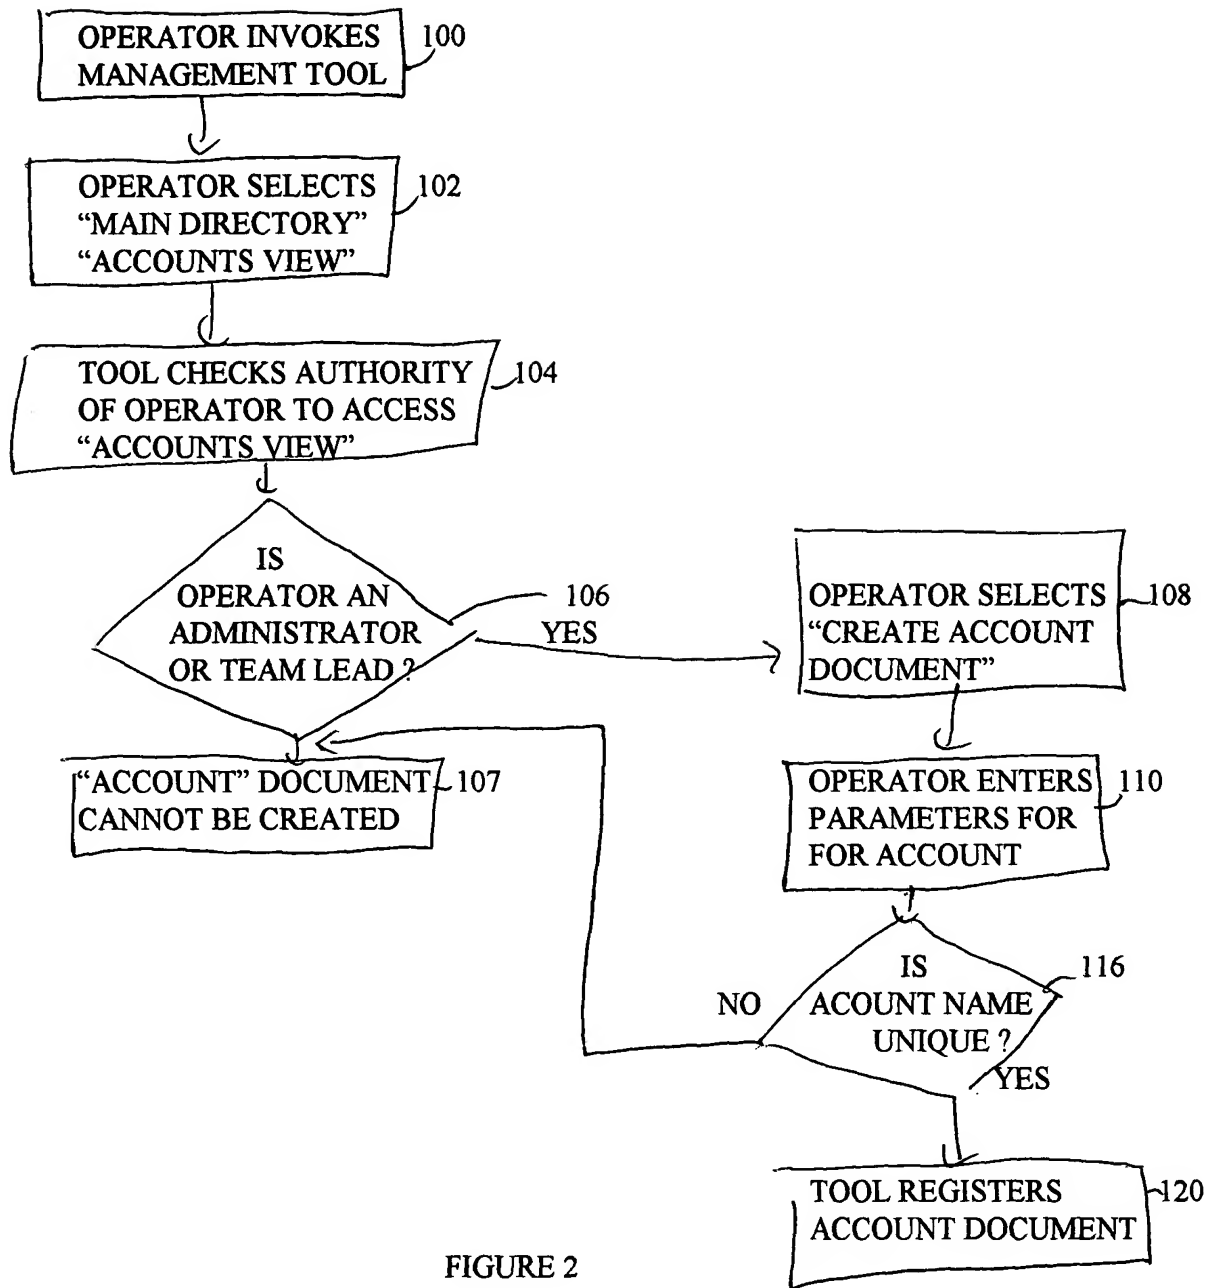 OPERATOR INVOKES
MANAGEMENT TOOL
100
OPERATOR SELECTS
“MAIN DIRECTORY”
“ACCOUNTS VIEW”
102
TOOL CHECKS AUTHORITY
OF OPERATOR TO ACCESS
“ACCOUNTS VIEW”
104
IS
OPERATOR AN
ADMINISTRATOR
OR TEAM LEAD ?
106
YES
“ACCOUNT” DOCUMENT
CANNOT BE CREATED
107
OPERATOR SELECTS
“CREATE ACCOUNT
DOCUMENT”
108
OPERATOR ENTERS
PARAMETERS FOR
FOR ACCOUNT
110
IS
ACOUNT NAME
UNIQUE ?
116
NO
YES
TOOL REGISTERS
ACCOUNT DOCUMENT
120
FIGURE 2